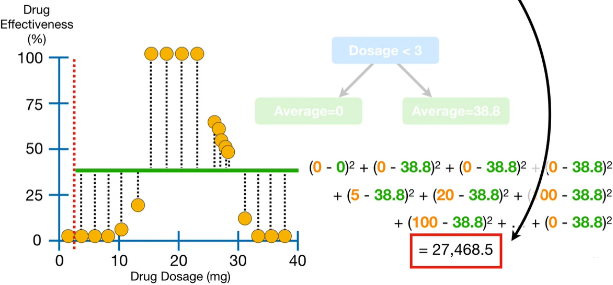 Drug
Effectiveness
(%)
100
75
50
25
0
0 10 20 30 40
Drug Dosage (mg)
Dosage < 3
Average=0
Average=38.8
(0 - 0)² + (0 - 38.8)² + (0 - 38.8)² + (0 - 38.8)²
+ (5 - 38.8)² + (20 - 38.8)² + (100 - 38.8)²
+ (100 - 38.8)² + ... + (0 - 38.8)²
= 27,468.5